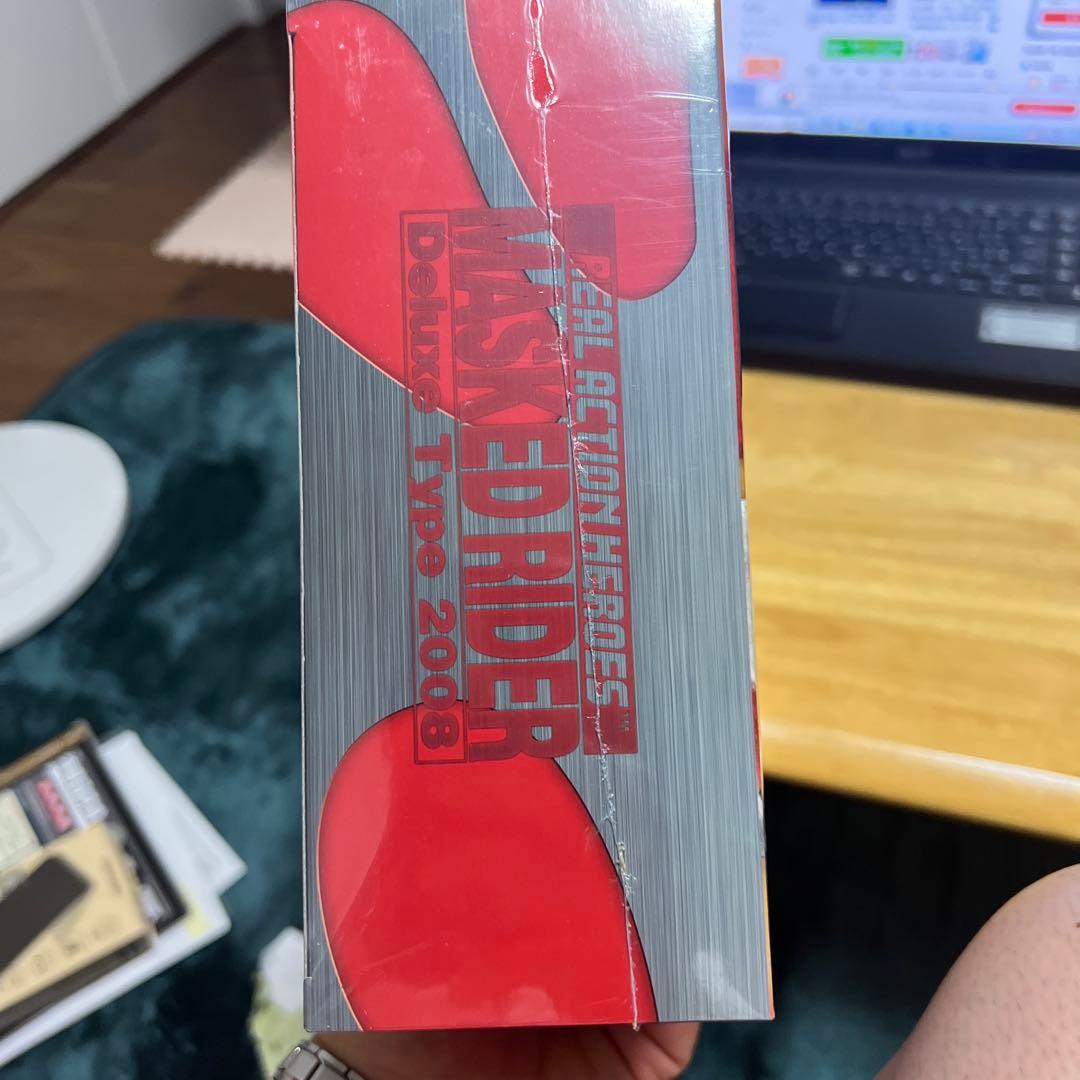 REAL ACTION HEROES™
MASKED RIDER
Deluxe Type 2008